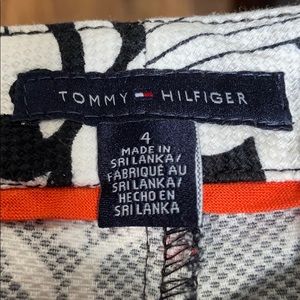 TOMMY HILFIGER
4
MADE IN
SRI LANKA/
FABRIQUÉ AU
SRI LANKA/
HECHO EN
SRI LANKA